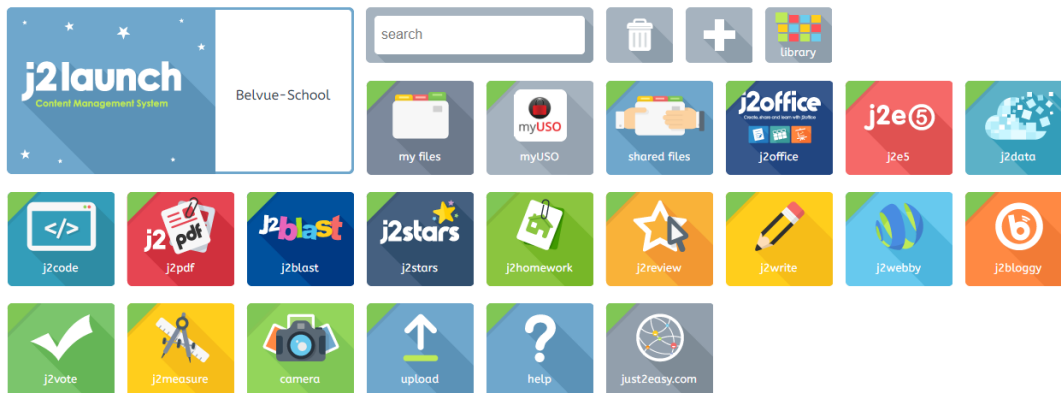 j2launch
Content Management System
Belvue-School
search
library
my files
myUSO
myUSO
shared files
j2office
Create, share and learn with j2office
j2office
j2e5
j2e5
j2data
</>
j2code
j2 pdf
j2pdf
j2blast
j2blast
j2stars
j2stars
j2homework
j2review
j2write
j2webby
b
j2bloggy
j2vote
j2measure
camera
upload
?
help
just2easy.com